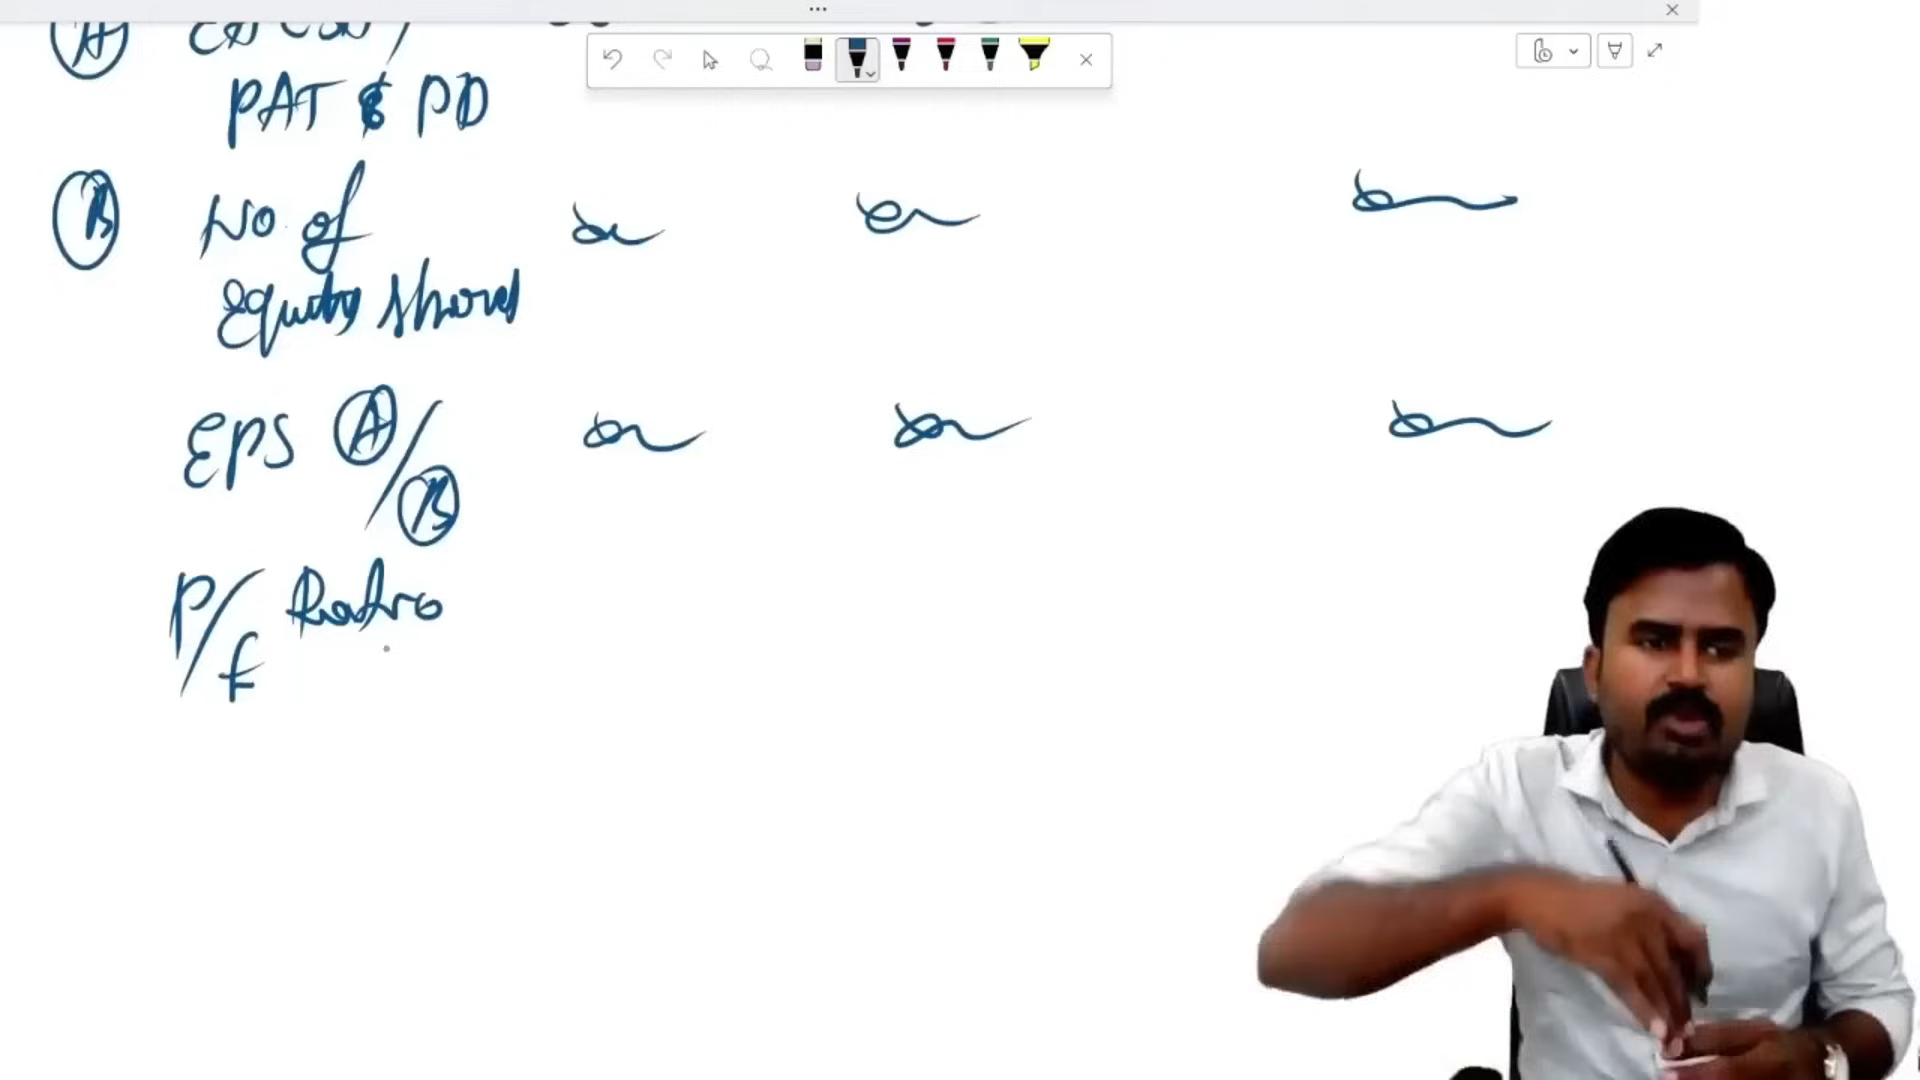 A
PAT & PD
B No. of
Equity Shares
EPS A/B
P/E Ratio